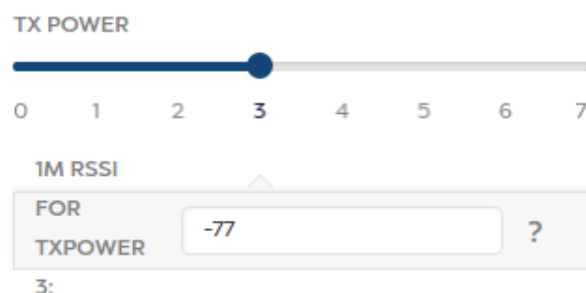 TX POWER
0 1 2 3 4 5 6 7
1M RSSI
FOR
TXPOWER
3:
-77
?